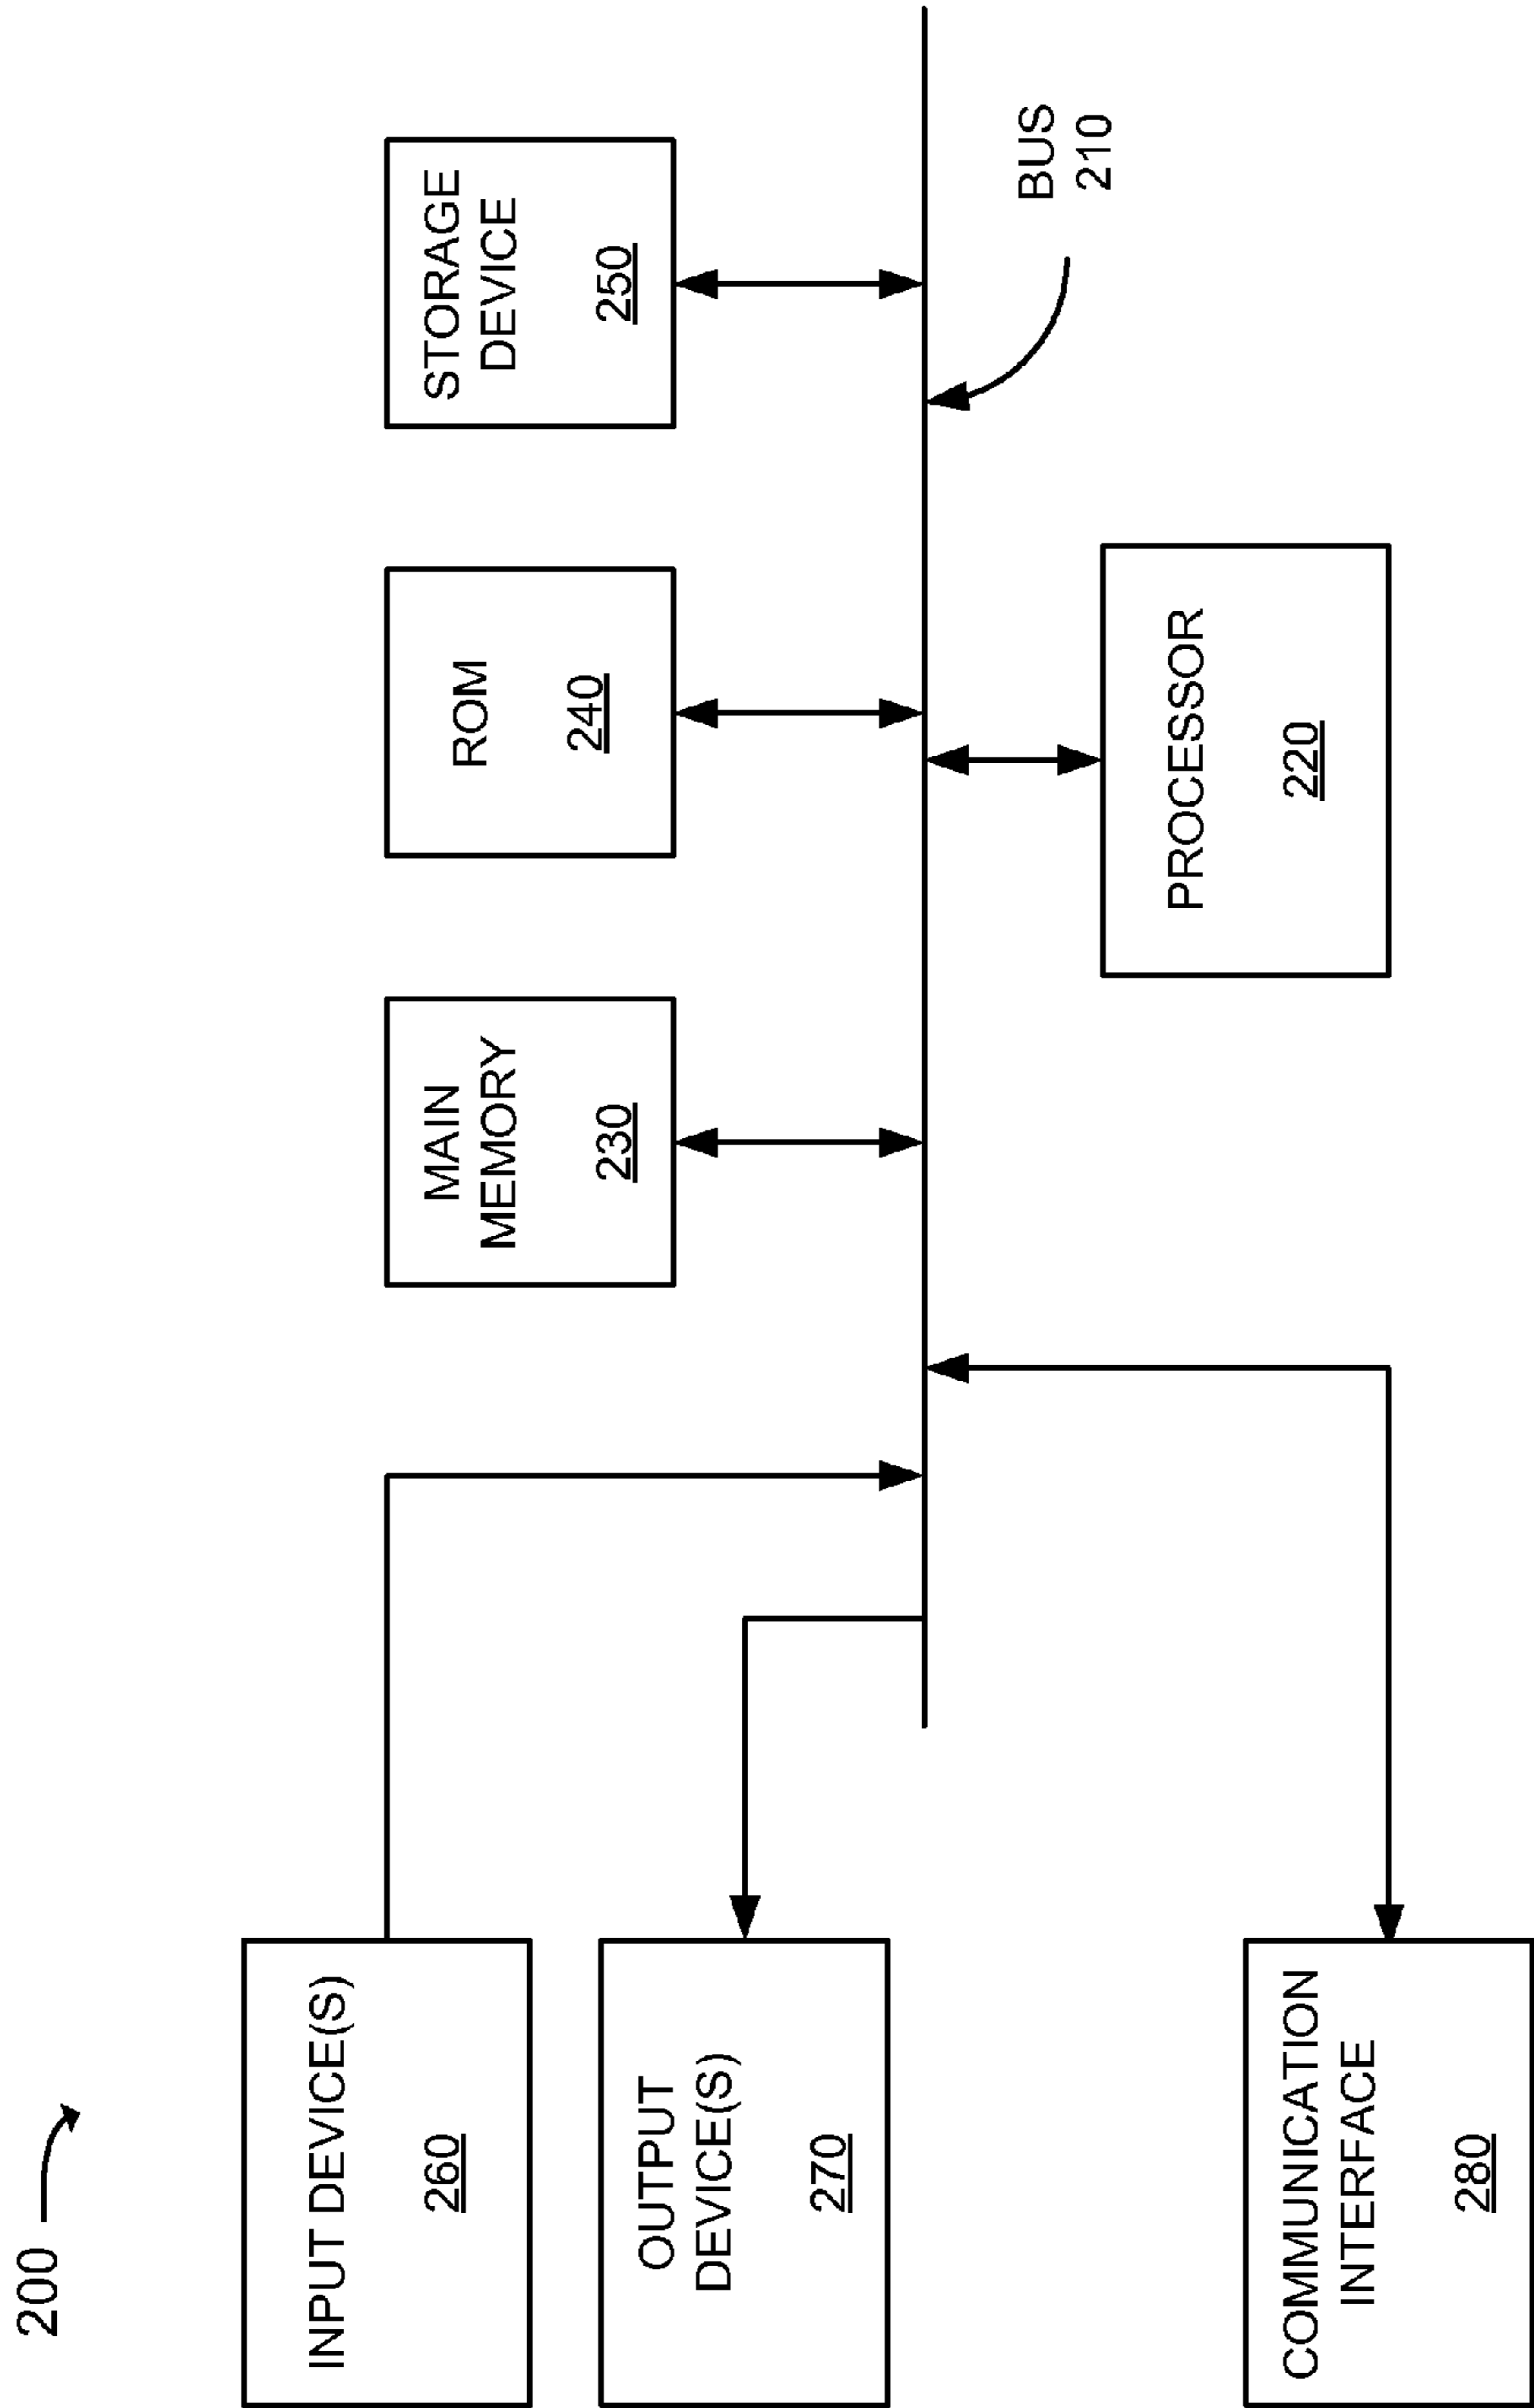 200
INPUT DEVICE(S)
260
OUTPUT
DEVICE(S)
270
COMMUNICATION
INTERFACE
280
MAIN
MEMORY
230
ROM
240
STORAGE
DEVICE
250
PROCESSOR
220
BUS
210